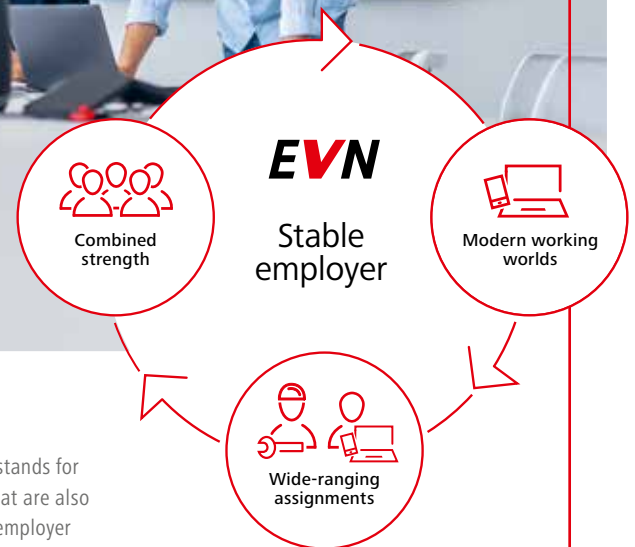 EVN
Stable
employer
Combined
strength
Modern working
worlds
Wide-ranging
assignments
stands for
at are also
employer